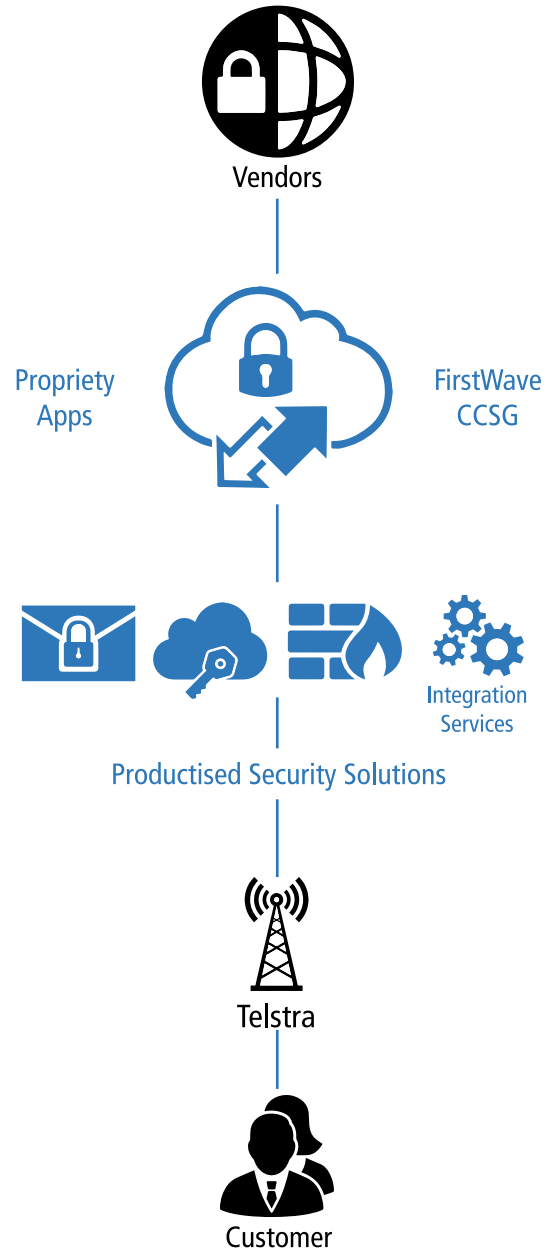 Vendors
Propriety
Apps
FirstWave
CCSG
Integration
Services
Productised Security Solutions
Telstra
Customer